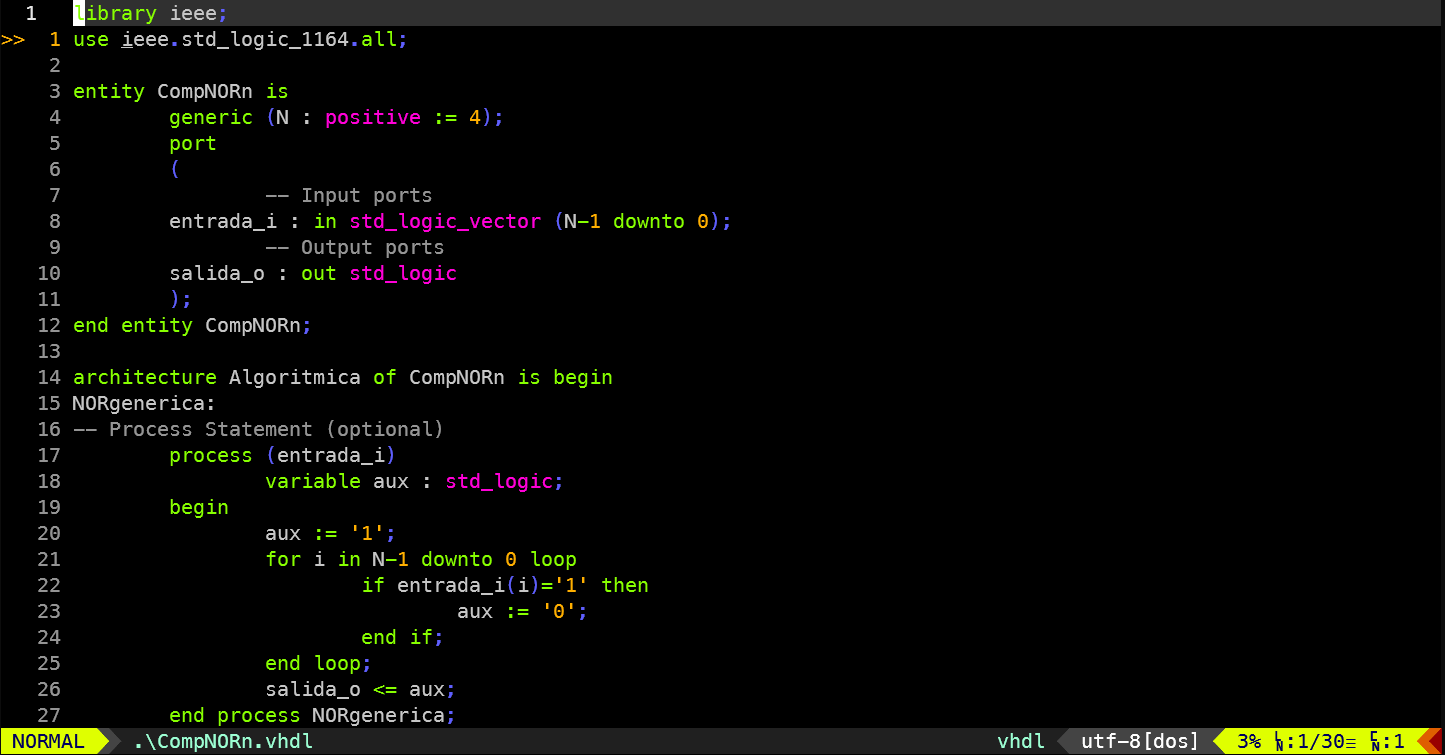 1 library ieee;
>> 1 use ieee.std_logic_1164.all;
2
3 entity CompNORn is
4 generic (N : positive := 4);
5 port
6 (
7 -- Input ports
8 entrada_i : in std_logic_vector (N-1 downto 0);
9 -- Output ports
10 salida_o : out std_logic
11 );
12 end entity CompNORn;
13
14 architecture Algoritmica of CompNORn is begin
15 NORgenerica:
16 -- Process Statement (optional)
17 process (entrada_i)
18 variable aux : std_logic;
19 begin
20 aux := '1';
21 for i in N-1 downto 0 loop
22 if entrada_i(i)='1' then
23 aux := '0';
24 end if;
25 end loop;
26 salida_o <= aux;
27 end process NORgenerica;
NORMAL .\CompNORn.vhdl vhdl utf-8[dos] 3% ㏑:1/30≡ ℅:1